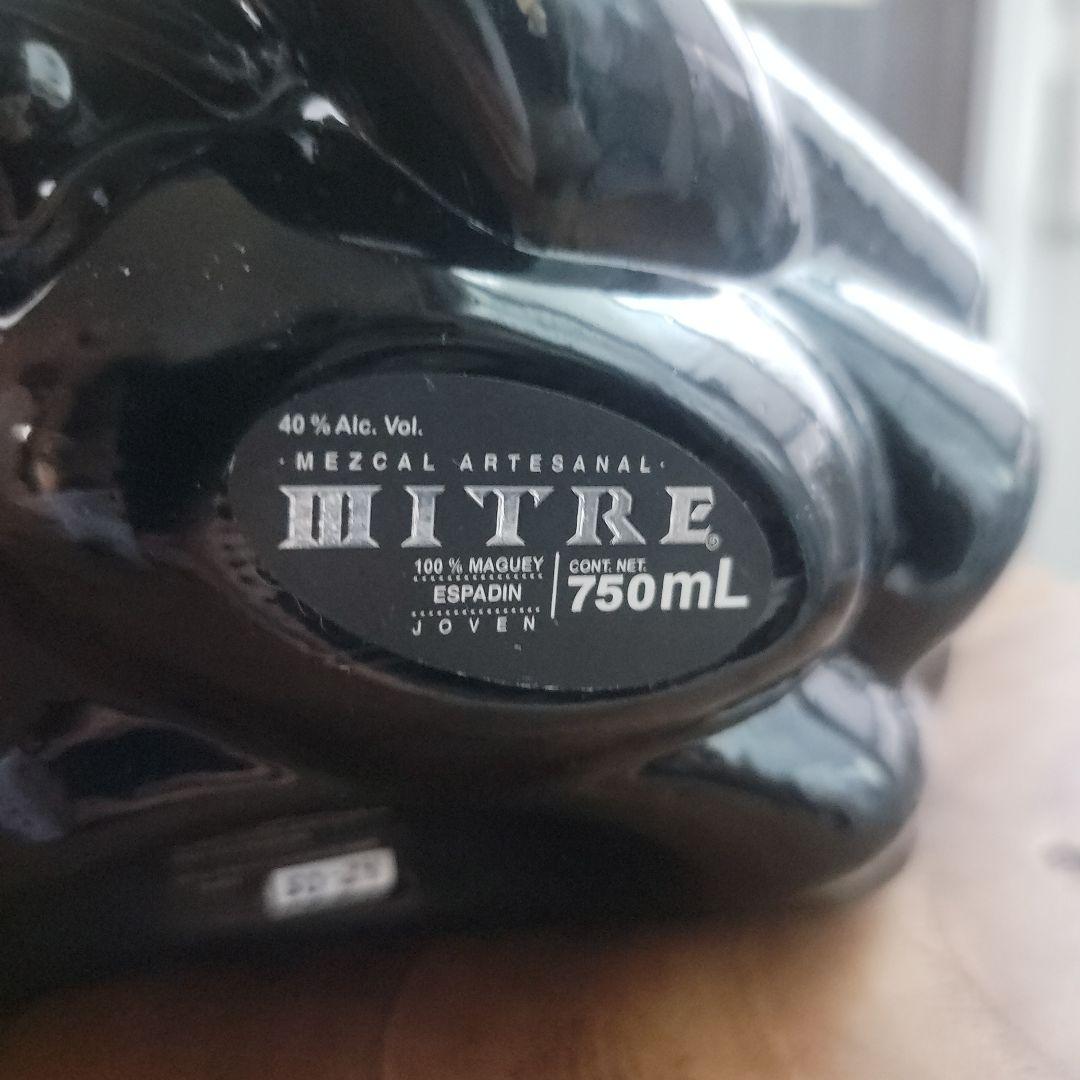 40 % Alc. Vol.
·MEZCAL ARTESANAL·
MITRE®
100 % MAGUEY
ESPADIN
JOVEN
CONT. NET.
750mL